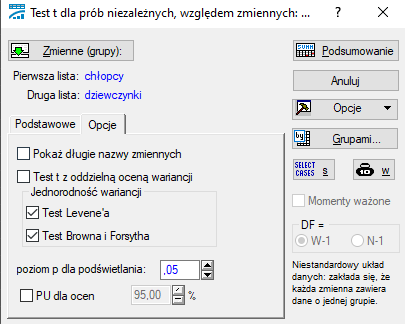 Test t dla prób niezależnych, względem zmiennych: ...
Zmienne (grupy):
Pierwsza lista: chłopcy
Druga lista: dziewczynki
Podstawowe Opcje
Pokaż długie nazwy zmiennych
Test t z oddzielną oceną wariancji
Jednorodność wariancji
Test Levene'a
Test Browna i Forsytha
poziom p dla podświetlania: ,05
PU dla ocen 95,00 %
SUMM
Podsumowanie
Anuluj
Opcje
by
Grupami...
SELECT
CASES S
W
Momenty ważone
DF =
W-1 N-1
Niestandardowy układ
danych: zakłada się, że
każda zmienna zawiera
dane o jednej grupie.